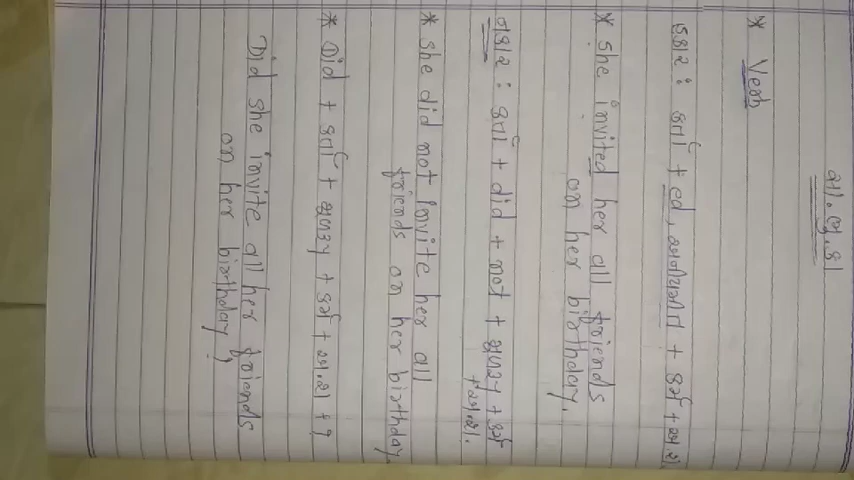 સા.ભૂ.કા
* Verb
હકાર : કર્તા + ed, અનિયમિત + કર્મ + અ.શ.
* She invited her all friends
on her birthday.
નકાર : કર્તા + did + not + મૂળરૂપ + કર્મ
+ અ.શ.
* She did not invite her all
friends on her birthday.
* Did + કર્તા + મૂળરૂપ + કર્મ + અ.શ + ?
Did she invite all her friends
on her birthday ?